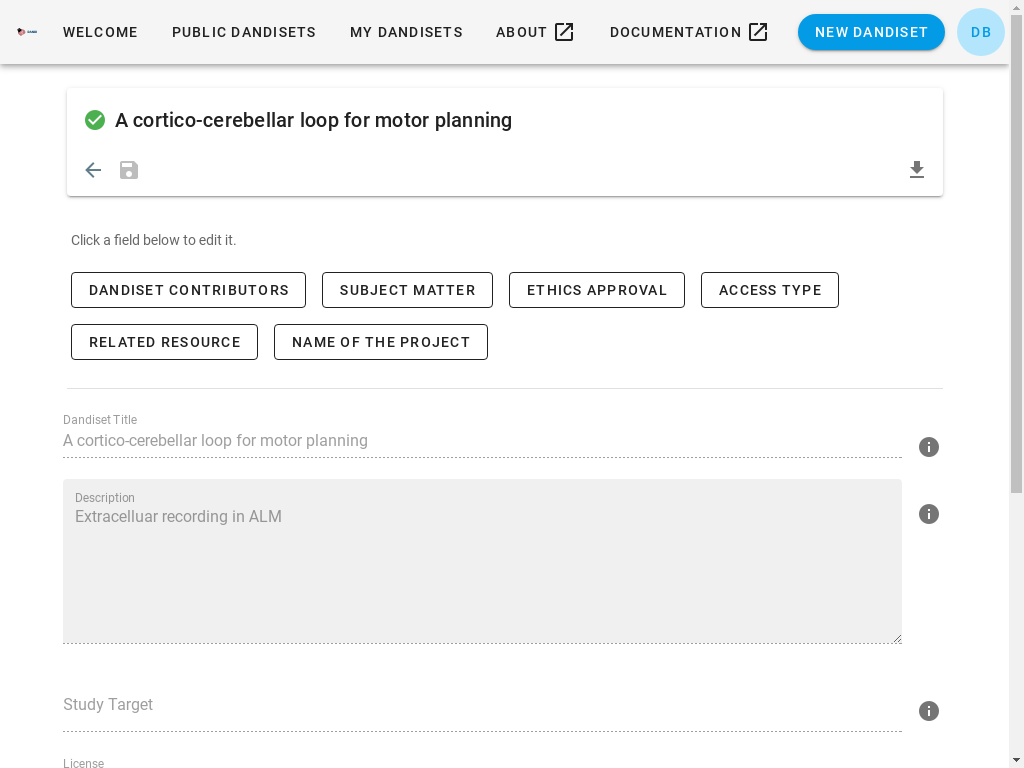 WELCOME PUBLIC DANDISETS MY DANDISETS ABOUT DOCUMENTATION NEW DANDISET DB
A cortico-cerebellar loop for motor planning
Click a field below to edit it.
DANDISET CONTRIBUTORS SUBJECT MATTER ETHICS APPROVAL ACCESS TYPE
RELATED RESOURCE NAME OF THE PROJECT
Dandiset Title
A cortico-cerebellar loop for motor planning
Description
Extracelluar recording in ALM
Study Target
License